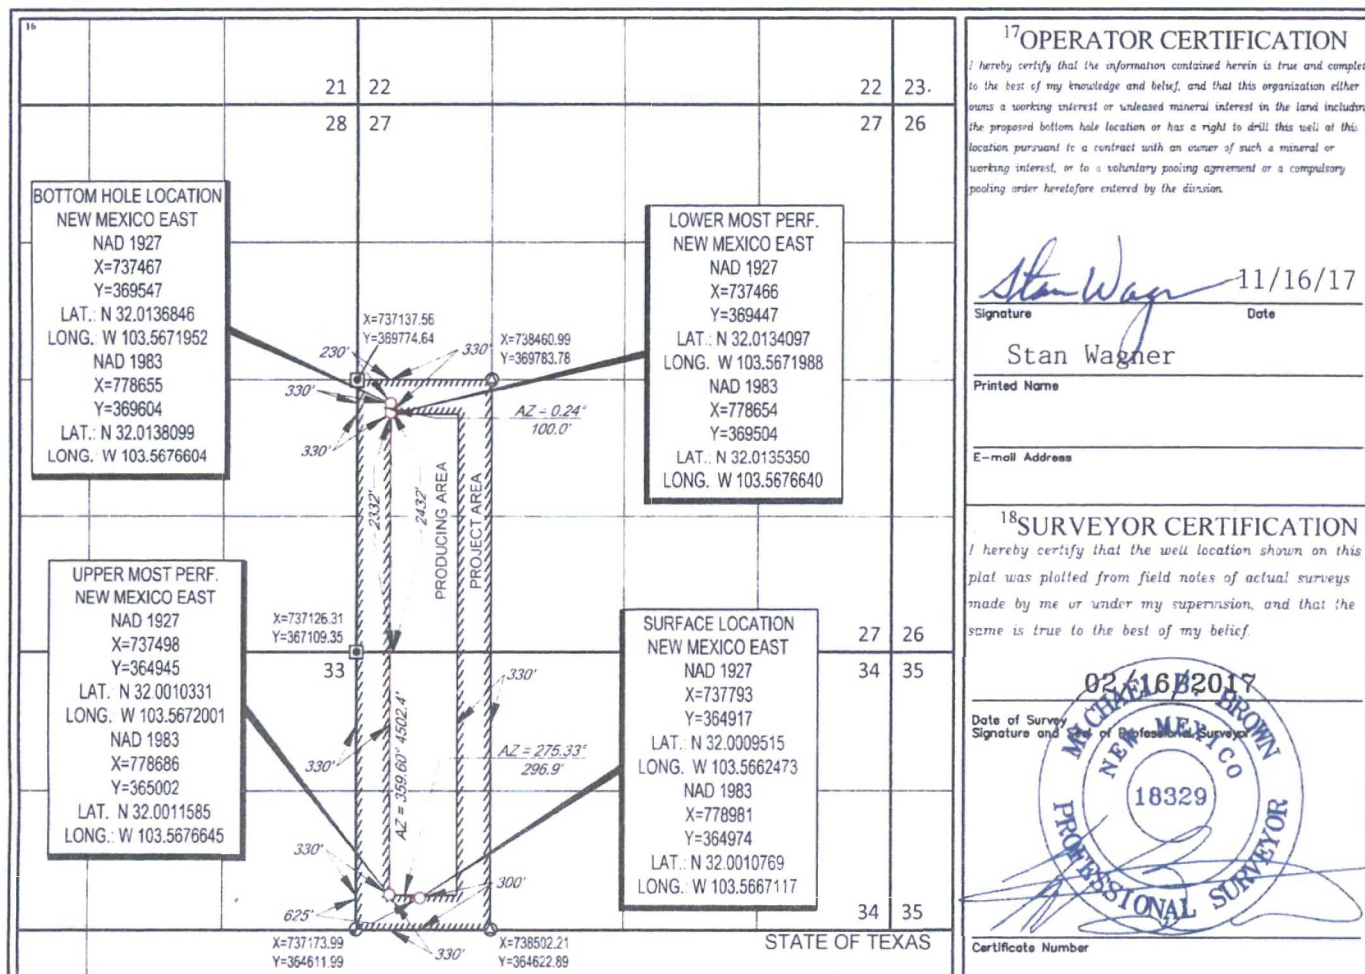 16
21 22
22 23
28 27
27 26
BOTTOM HOLE LOCATION
NEW MEXICO EAST
NAD 1927
X=737467
Y=369547
LAT.: N 32.0136846
LONG. W 103.5671952
NAD 1983
X=778655
Y=369604
LAT.: N 32.0138099
LONG. W 103.5676604
LOWER MOST PERF.
NEW MEXICO EAST
NAD 1927
X=737466
Y=369447
LAT.: N 32.0134097
LONG. W 103.5671988
NAD 1983
X=778654
Y=369504
LAT.: N 32.0135350
LONG. W 103.5676640
X=737137.56
Y=369774.64
X=738460.99
Y=369783.78
230'
330'
330'
330'
AZ = 0.24°
100.0'
2332'
2432'
PRODUCING AREA
PROJECT AREA
UPPER MOST PERF.
NEW MEXICO EAST
NAD 1927
X=737498
Y=364945
LAT. N 32.0010331
LONG. W 103.5672001
NAD 1983
X=778686
Y=365002
LAT. N 32.0011585
LONG.: W 103.5676645
X=737126.31
Y=367109.35
33
27 26
34 35
SURFACE LOCATION
NEW MEXICO EAST
NAD 1927
X=737793
Y=364917
LAT.: N 32.0009515
LONG. W 103.5662473
NAD 1983
X=778981
Y=364974
LAT.: N 32.0010769
LONG.: W 103.5667117
330'
330'
AZ = 359.60° 4502.4'
AZ = 275.33°
296.9'
330'
300'
625'
330'
34 35
X=737173.99
Y=364611.99
X=738502.21
Y=364622.89
STATE OF TEXAS
17 OPERATOR CERTIFICATION
I hereby certify that the information contained herein is true and complet
to the best of my knowledge and belief, and that this organization either
owns a working interest or unleased mineral interest in the land includin
the proposed bottom hole location or has a right to drill this well at this
location pursuant to a contract with an owner of such a mineral or
working interest, or to a voluntary pooling agreement or a compulsory
pooling order heretofore entered by the division.
Stan Wagner 11/16/17
Signature Date
Stan Wagner
Printed Name
E-mail Address
18 SURVEYOR CERTIFICATION
I hereby certify that the well location shown on this
plat was plotted from field notes of actual surveys
made by me or under my supervision, and that the
same is true to the best of my belief.
02/16/2017
Date of Survey
Signature and Seal of Professional Surveyor
MICHAEL B. BROWN
NEW MEXICO
18329
PROFESSIONAL SURVEYOR
Certificate Number